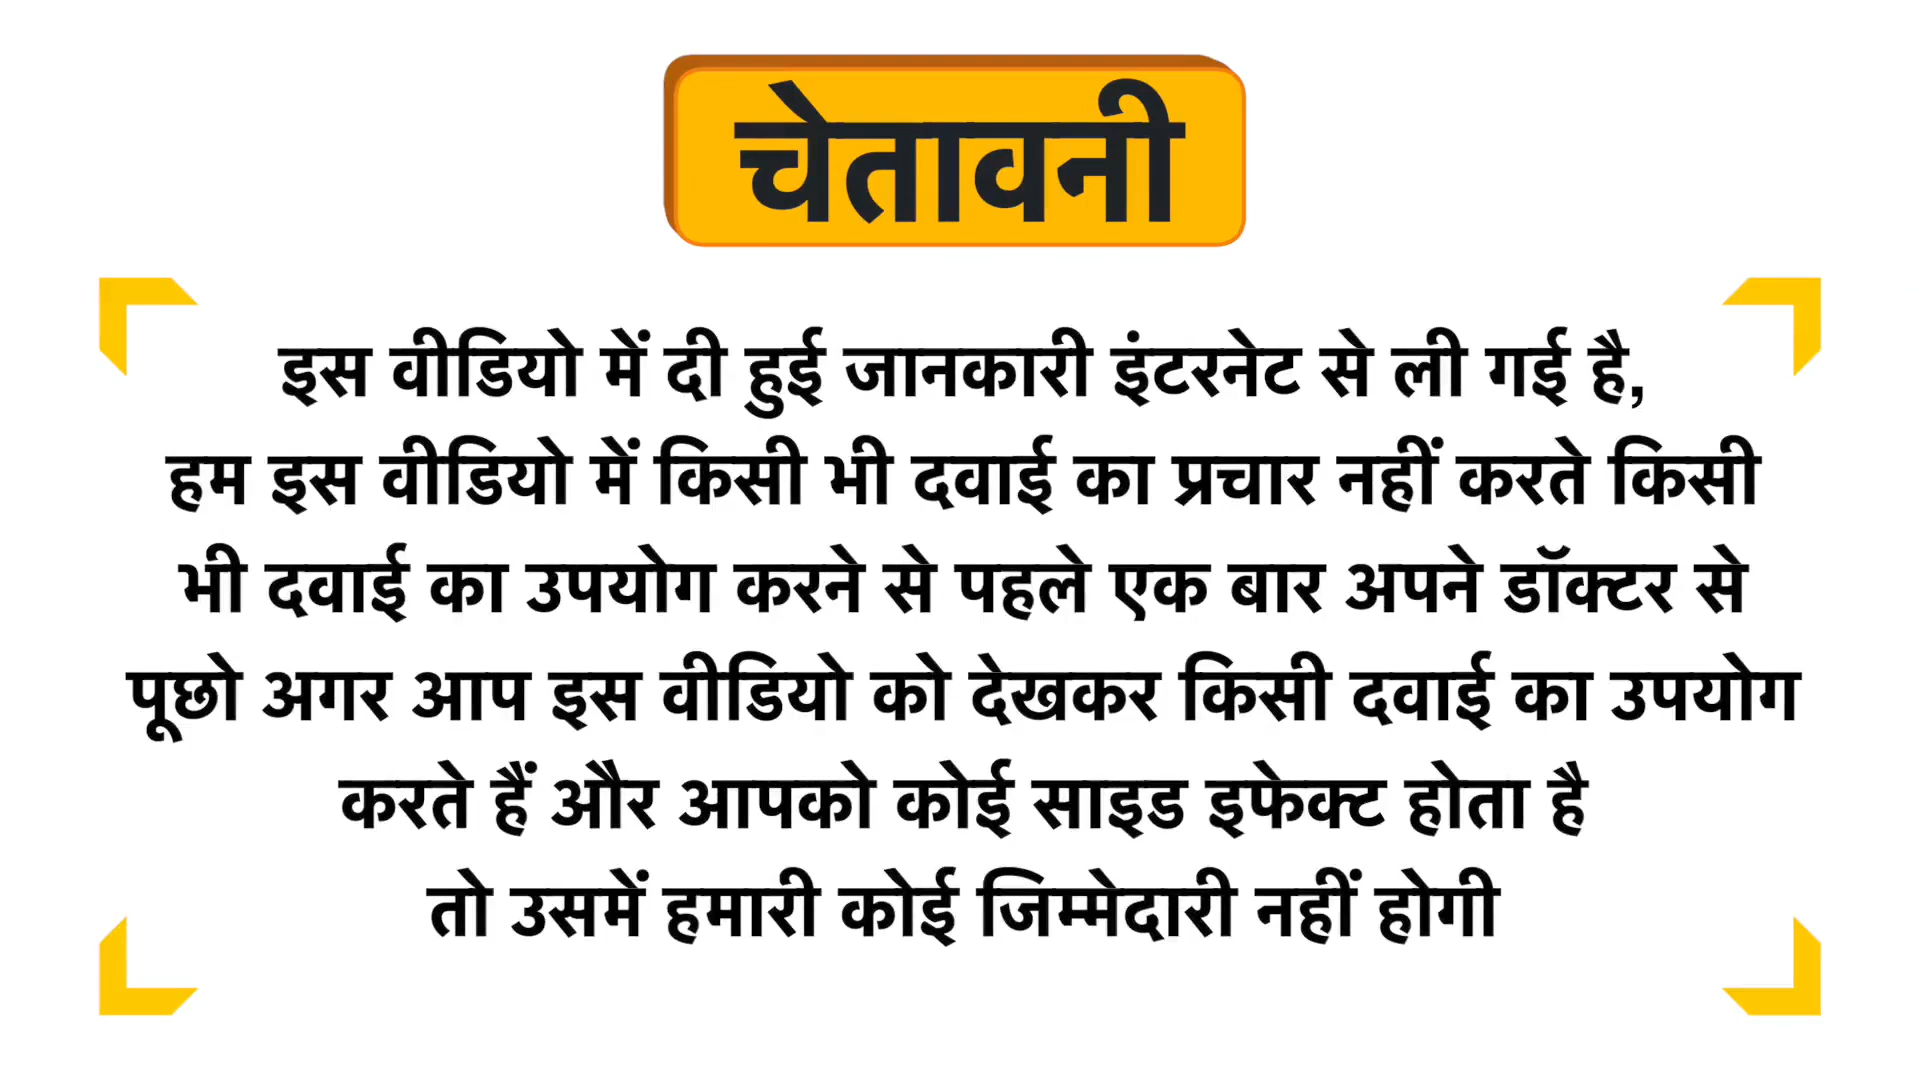 चेतावनी
इस वीडियो में दी हुई जानकारी इंटरनेट से ली गई है,
हम इस वीडियो में किसी भी दवाई का प्रचार नहीं करते किसी
भी दवाई का उपयोग करने से पहले एक बार अपने डॉक्टर से
पूछो अगर आप इस वीडियो को देखकर किसी दवाई का उपयोग
करते हैं और आपको कोई साइड इफेक्ट होता है
तो उसमें हमारी कोई जिम्मेदारी नहीं होगी